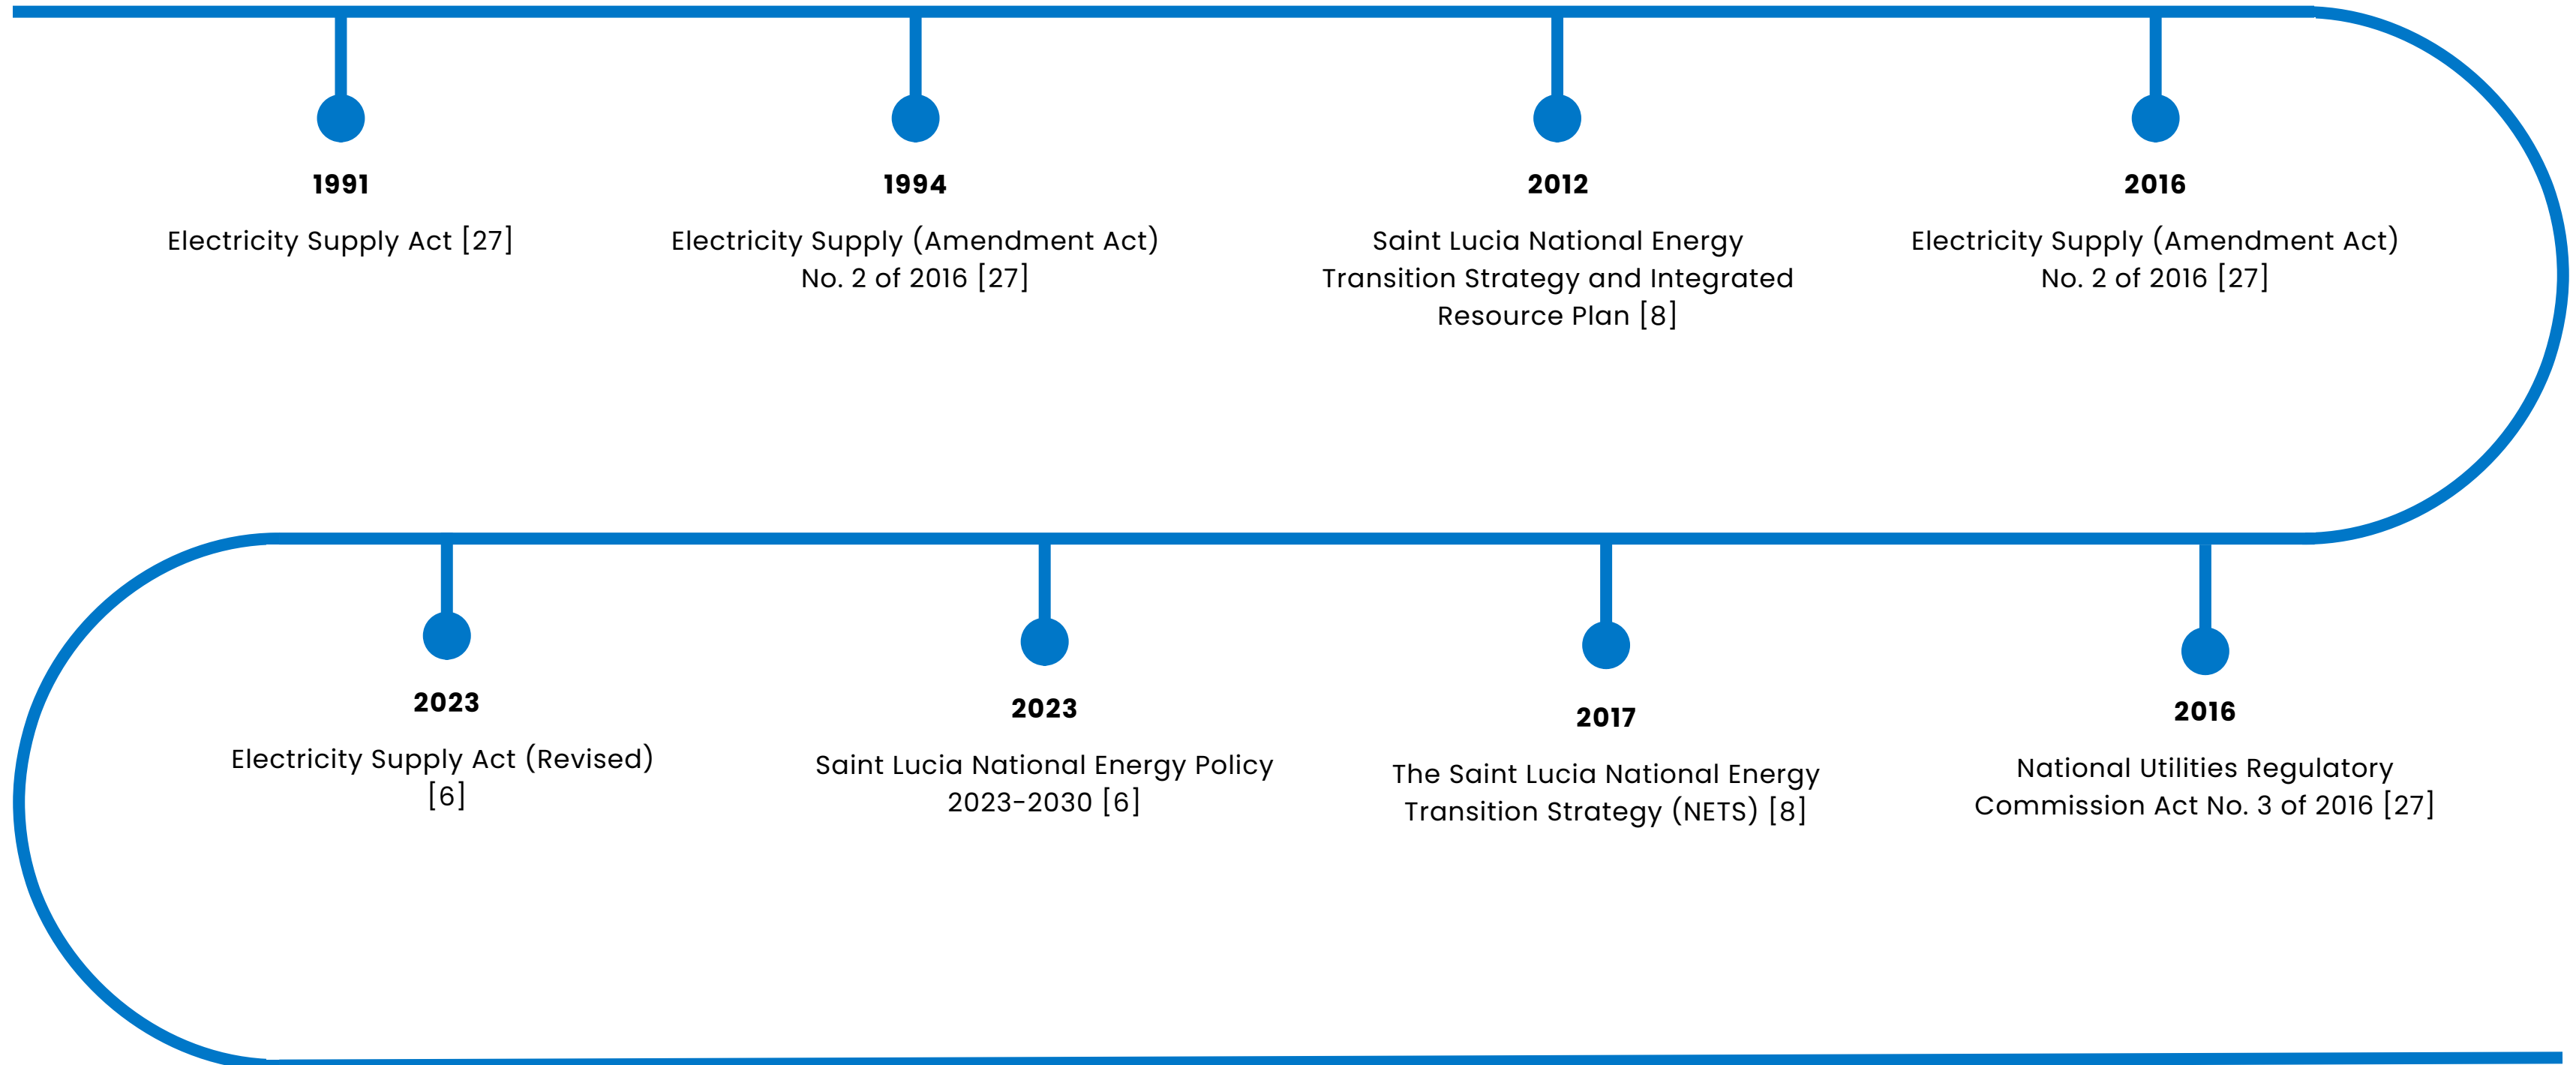 1991
Electricity Supply Act [27]
1994
Electricity Supply (Amendment Act)
No. 2 of 2016 [27]
2012
Saint Lucia National Energy
Transition Strategy and Integrated
Resource Plan [8]
2016
Electricity Supply (Amendment Act)
No. 2 of 2016 [27]
2016
National Utilities Regulatory
Commission Act No. 3 of 2016 [27]
2017
The Saint Lucia National Energy
Transition Strategy (NETS) [8]
2023
Saint Lucia National Energy Policy
2023-2030 [6]
2023
Electricity Supply Act (Revised)
[6]